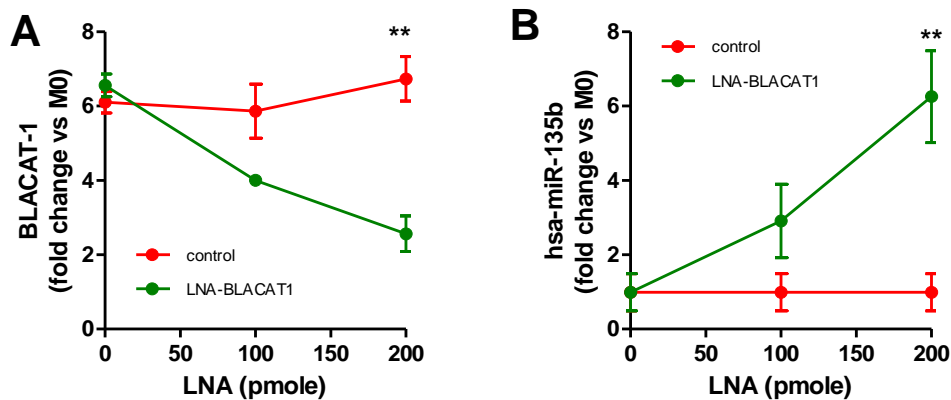 A
BLACAT-1
(fold change vs M0)
8
6
4
2
0
**
control
LNA-BLACAT1
0 50 100 150 200
LNA (pmole)
B
hsa-miR-135b
(fold change vs M0)
8
6
4
2
0
control
LNA-BLACAT1
**
0 50 100 150 200
LNA (pmole)